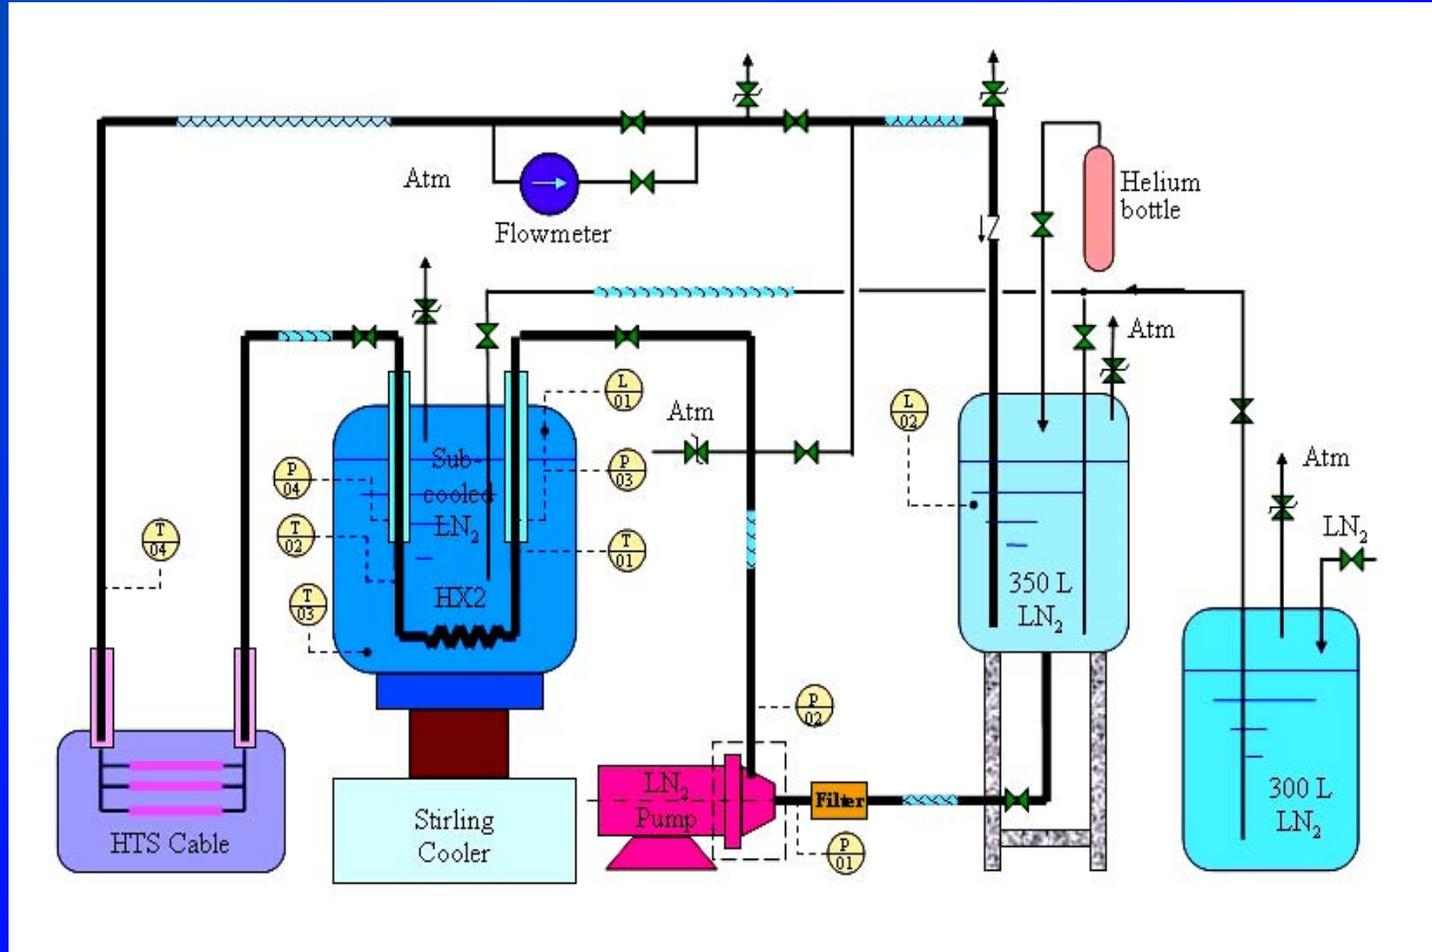 Atm
Flowmeter
Helium
bottle
Atm
L
01
L
02
Atm
P
04
Sub-
cooled
LN₂
P
03
Atm
T
04
T
02
T
01
LN₂
HX2
T
03
350 L
LN₂
P
02
LN₂
Pump
Filter
P
01
300 L
LN₂
HTS Cable
Stirling
Cooler